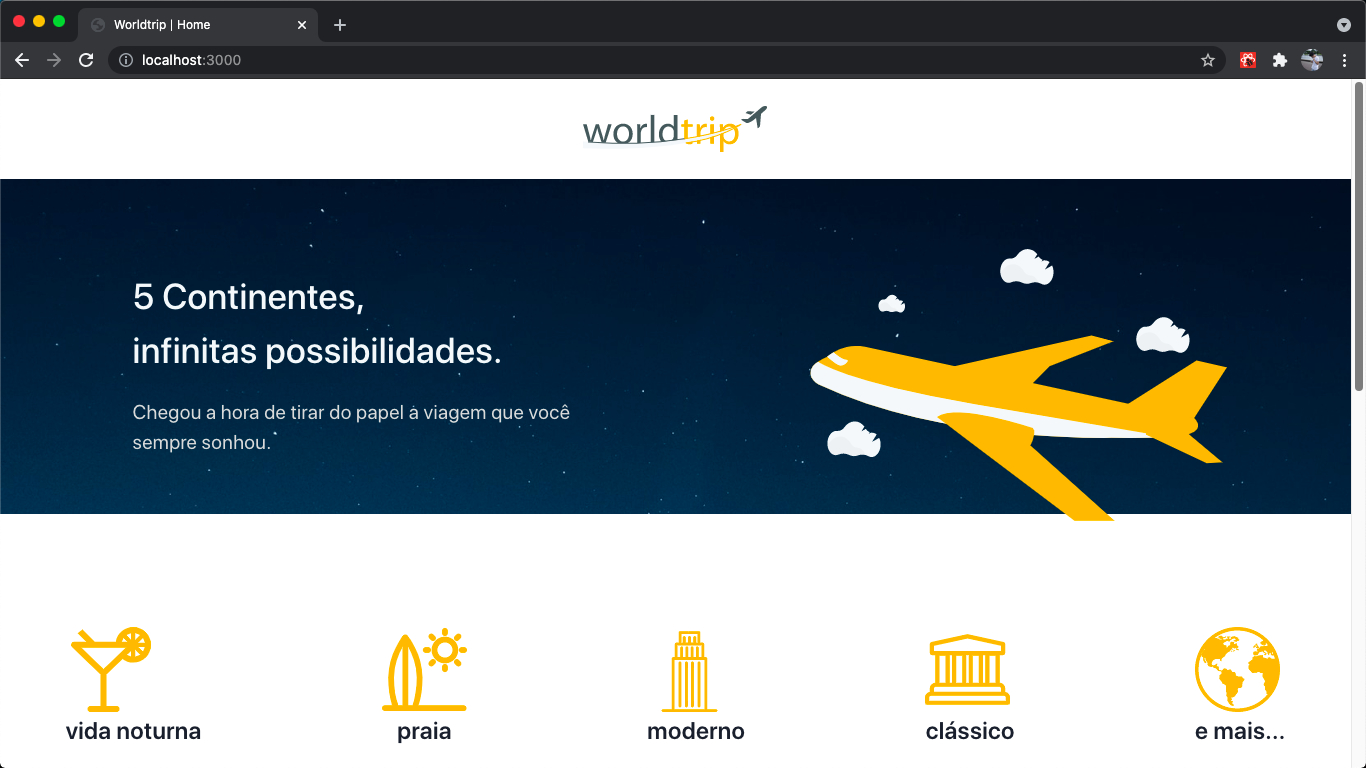 Worldtrip | Home
localhost:3000
worldtrip
5 Continentes,
infinitas possibilidades.
Chegou a hora de tirar do papel a viagem que você
sempre sonhou.
vida noturna
praia
moderno
clássico
e mais...